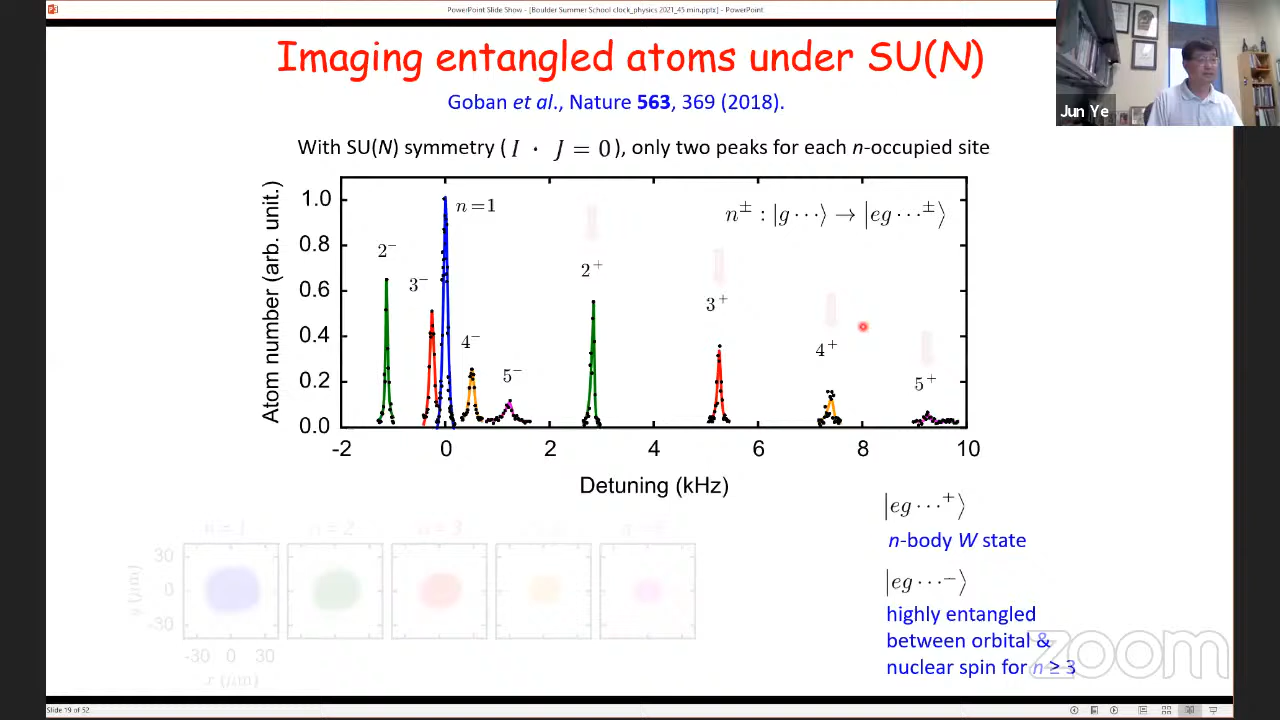 PowerPoint Slide Show - [Boulder Summer School clock_physics 2021_45 min.pptx] - PowerPoint
Imaging entangled atoms under SU(N)
Goban et al., Nature 563, 369 (2018).
Jun Ye
With SU(N) symmetry ( I · J = 0 ), only two peaks for each n-occupied site
Atom number (arb. unit.)
1.0
0.8
0.6
0.4
0.2
0.0
2⁻
3⁻
n=1
4⁻
5⁻
2⁺
3⁺
4⁺
5⁺
n^± : |g ⋯⟩ → |eg ⋯^±⟩
-2 0 2 4 6 8 10
Detuning (kHz)
|eg ⋯⁺⟩
n-body W state
|eg ⋯⁻⟩
highly entangled
between orbital &
nuclear spin for n ≥ 3
n = 1 n = 2 n = 3
y (μm)
30
0
-30
-30 0 30
x (μm)
zoom
Slide 19 of 52